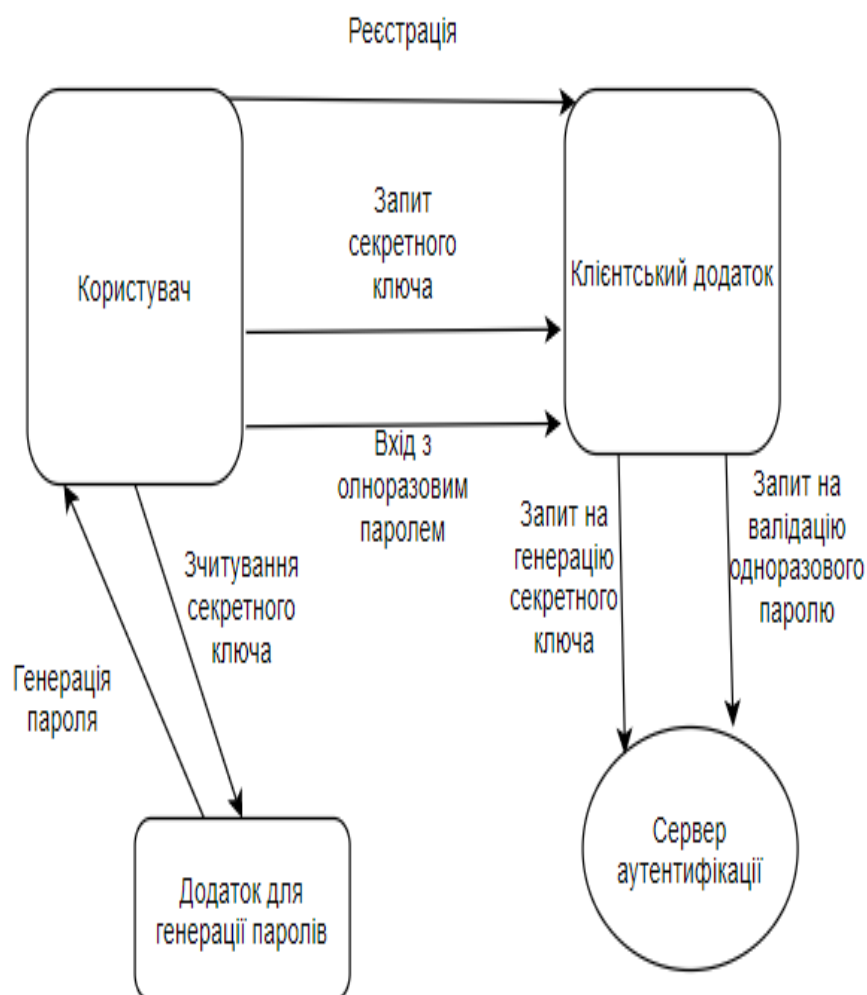 Реєстрація
Запит
секретного
ключа
Користувач
Клієнтський додаток
Вхід з
олноразовим
паролем
Запит на
генерацію
секретного
ключа
Запит на
валідацію
одноразового
паролю
Зчитування
секретного
ключа
Генерація
пароля
Додаток для
генерації паролів
Сервер
аутентифікації